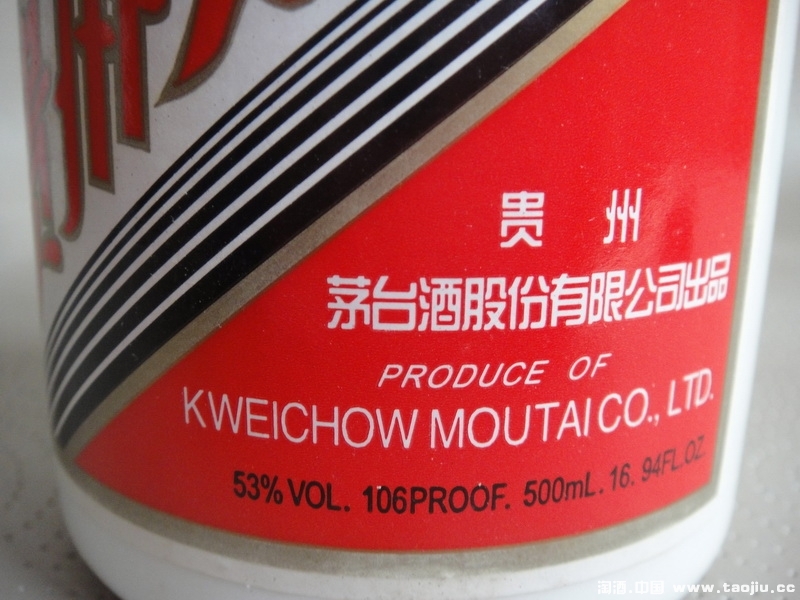 贵 州
茅台酒股份有限公司出品
PRODUCE OF
KWEICHOW MOUTAI CO., LTD.
53% VOL. 106PROOF. 500mL. 16. 94FL.OZ.
淘酒.中国 www.taojiu.cc